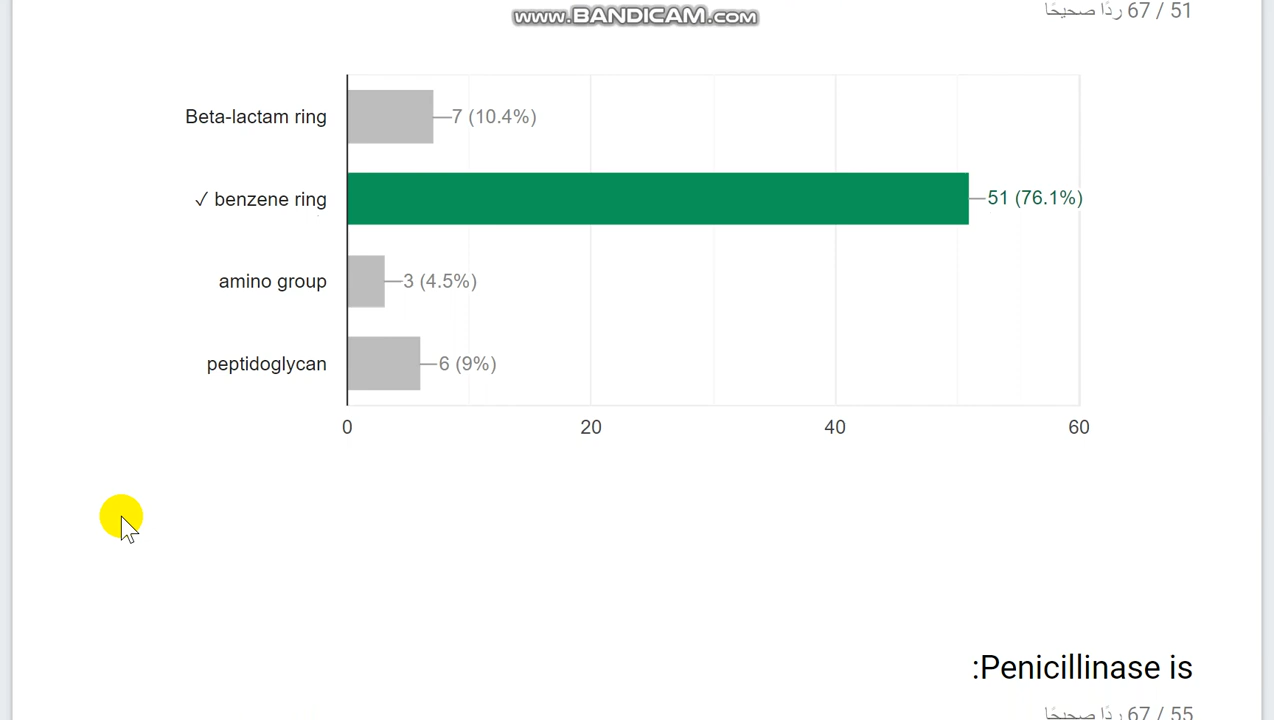 www.BANDICAM.com
51 / 67 ردًا صحيحًا
Beta-lactam ring
7 (10.4%)
✓ benzene ring
51 (76.1%)
amino group
3 (4.5%)
peptidoglycan
6 (9%)
0 20 40 60
:Penicillinase is
55 / 67 ردًا صحيحًا